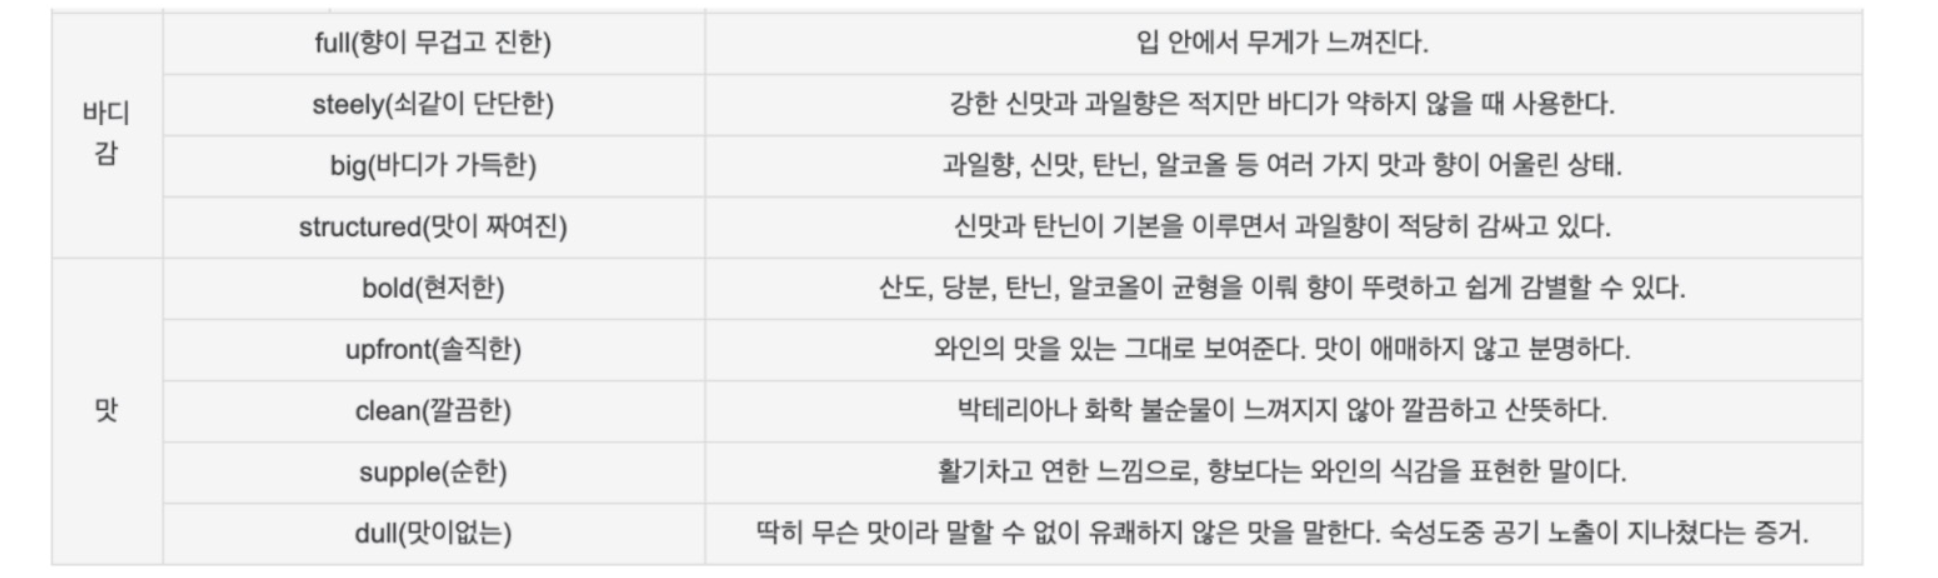 바디
감
full(향이 무겁고 진한)
입 안에서 무게가 느껴진다.
steely(쇠같이 단단한)
강한 신맛과 과일향은 적지만 바디가 약하지 않을 때 사용한다.
big(바디가 가득한)
과일향, 신맛, 탄닌, 알코올 등 여러 가지 맛과 향이 어울린 상태.
structured(맛이 짜여진)
신맛과 탄닌이 기본을 이루면서 과일향이 적당히 감싸고 있다.
맛
bold(현저한)
산도, 당분, 탄닌, 알코올이 균형을 이뤄 향이 뚜렷하고 쉽게 감별할 수 있다.
upfront(솔직한)
와인의 맛을 있는 그대로 보여준다. 맛이 애매하지 않고 분명하다.
clean(깔끔한)
박테리아나 화학 불순물이 느껴지지 않아 깔끔하고 산뜻하다.
supple(순한)
활기차고 연한 느낌으로, 향보다는 와인의 식감을 표현한 말이다.
dull(맛이없는)
딱히 무슨 맛이라 말할 수 없이 유쾌하지 않은 맛을 말한다. 숙성도중 공기 노출이 지나쳤다는 증거.